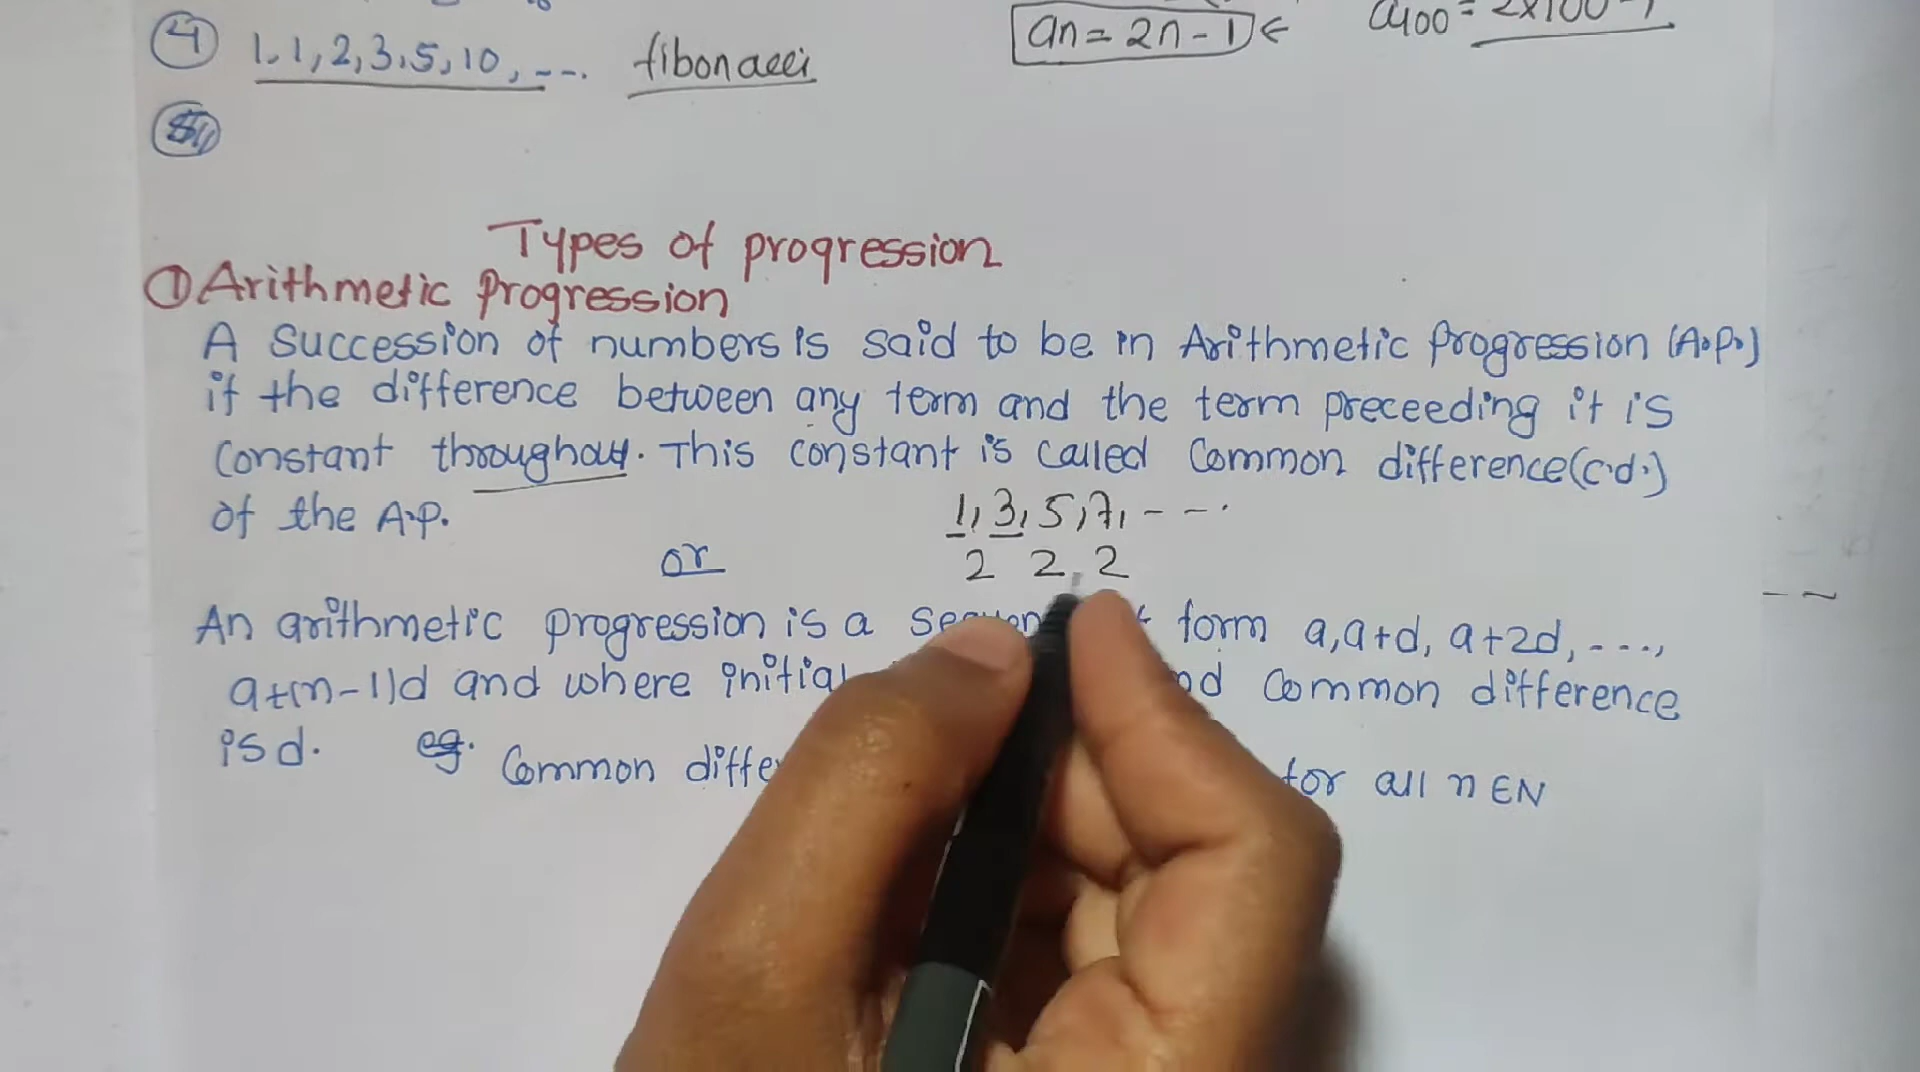 ④ 1, 1, 2, 3, 5, 10, --- . fibonacci
an = 2n - 1 ←
a100 = 2x100-1
Types of progression
① Arithmetic Progression
A succession of numbers is said to be in Arithmetic Progression (A.P.)
if the difference between any term and the term preceeding it is
constant throughout. This constant is called Common difference (c.d.)
of the A.P.
1, 3, 5, 7, - - - .
2 2 2
or
An arithmetic progression is a form a, a+d, a+2d, ---,
a+(n-1)d and where initial common difference
is d. eg. Common for all n∈N